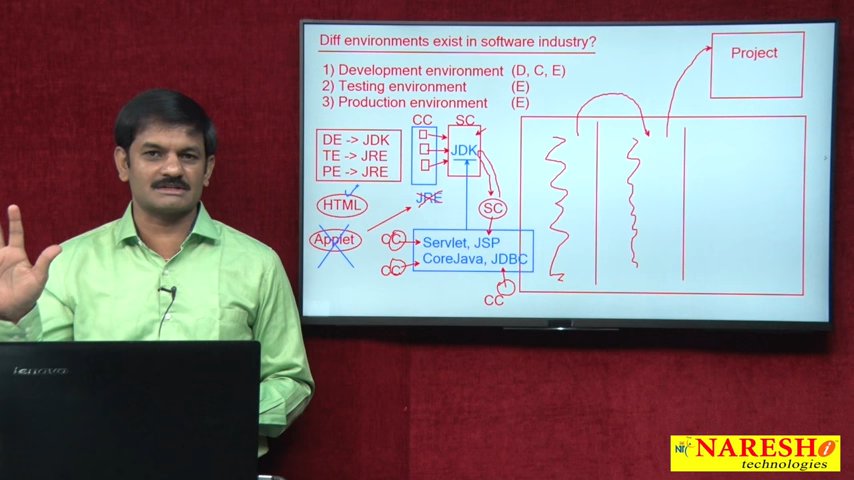 Diff environments exist in software industry?
1) Development environment (D, C, E)
2) Testing environment (E)
3) Production environment (E)
Project
CC
SC
DE -> JDK
TE -> JRE
PE -> JRE
JDK
HTML
JRE
SC
Applet
CC
Servlet, JSP
CoreJava, JDBC
CC
CC
lenovo
NARESH i
technologies